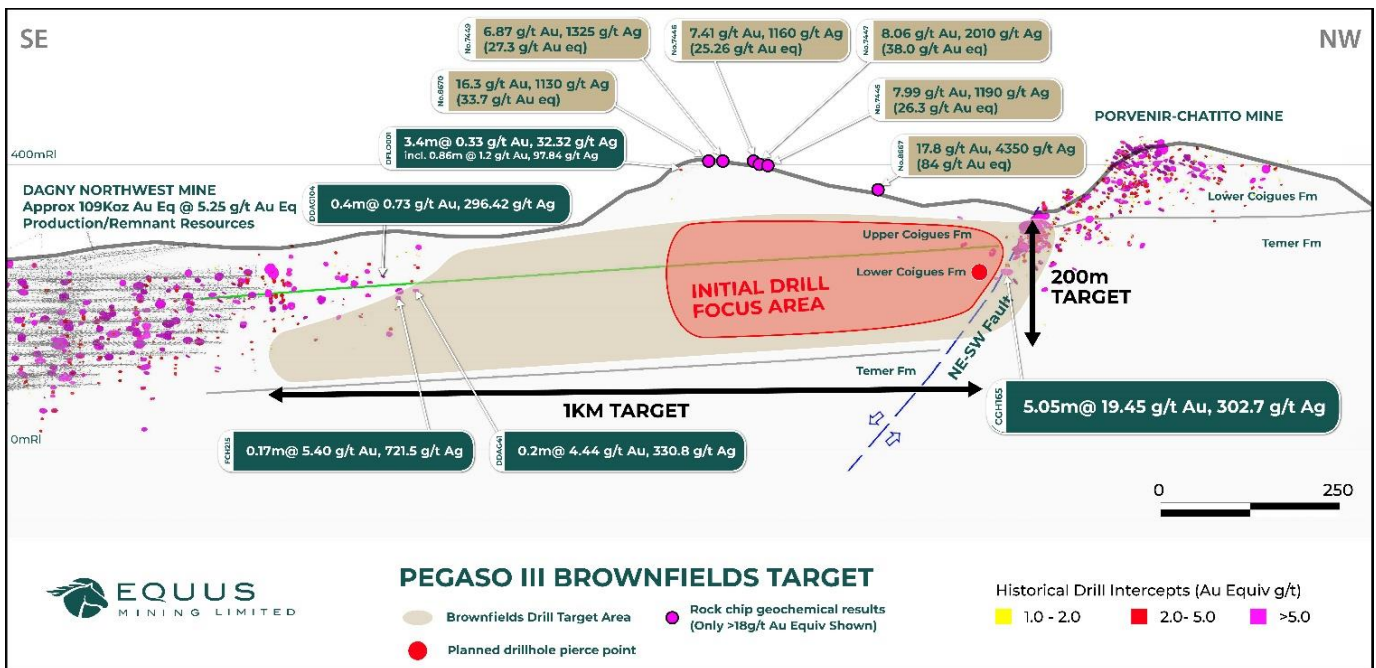 SE
NW
No.7449
6.87 g/t Au, 1325 g/t Ag
(27.3 g/t Au eq)
No.7446
7.41 g/t Au, 1160 g/t Ag
(25.26 g/t Au eq)
No.7447
8.06 g/t Au, 2010 g/t Ag
(38.0 g/t Au eq)
No.8670
16.3 g/t Au, 1130 g/t Ag
(33.7 g/t Au eq)
No.7445
7.99 g/t Au, 1190 g/t Ag
(26.3 g/t Au eq)
PORVENIR-CHATITO MINE
DFLO001
3.4m@ 0.33 g/t Au, 32.32 g/t Ag
incl. 0.86m @ 1.2 g/t Au, 97.84 g/t Ag
No.8667
17.8 g/t Au, 4350 g/t Ag
(84 g/t Au eq)
400mRl
DAGNY NORTHWEST MINE
Approx 109Koz Au Eq @ 5.25 g/t Au Eq
Production/Remnant Resources
DDAG104
0.4m@ 0.73 g/t Au, 296.42 g/t Ag
Lower Coigues Fm
Upper Coigues Fm
Temer Fm
Lower Coigues Fm
INITIAL DRILL
FOCUS AREA
200m
TARGET
NE-SW Fault
Temer Fm
1KM TARGET
CGH165
5.05m@ 19.45 g/t Au, 302.7 g/t Ag
0mRl
FCH215
0.17m@ 5.40 g/t Au, 721.5 g/t Ag
DDAG41
0.2m@ 4.44 g/t Au, 330.8 g/t Ag
0
250
EQUUS
MINING LIMITED
PEGASO III BROWNFIELDS TARGET
Brownfields Drill Target Area
Rock chip geochemical results
(Only >18g/t Au Equiv Shown)
Planned drillhole pierce point
Historical Drill Intercepts (Au Equiv g/t)
1.0 - 2.0
2.0- 5.0
>5.0